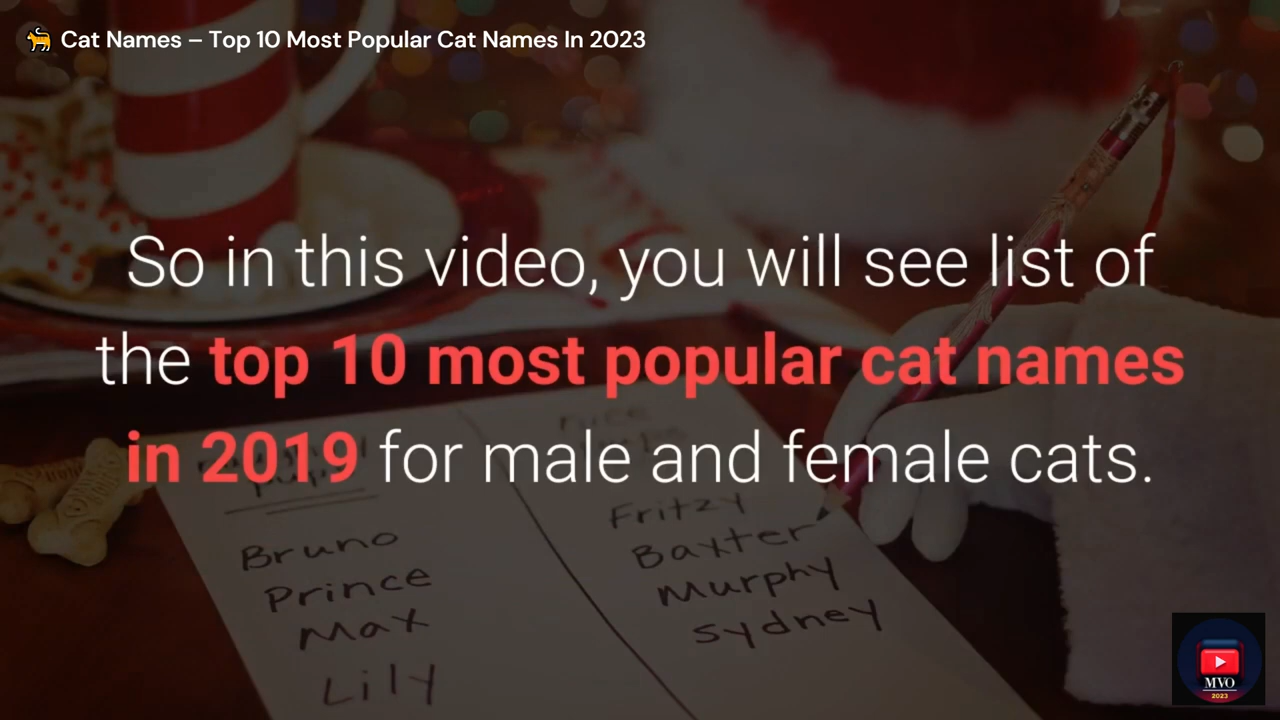 Cat Names – Top 10 Most Popular Cat Names In 2023
So in this video, you will see list of
the top 10 most popular cat names
in 2019 for male and female cats.
Bruno
Prince
Max
Lily
Fritzy
Baxter
Murphy
Sydney
MVO
2023